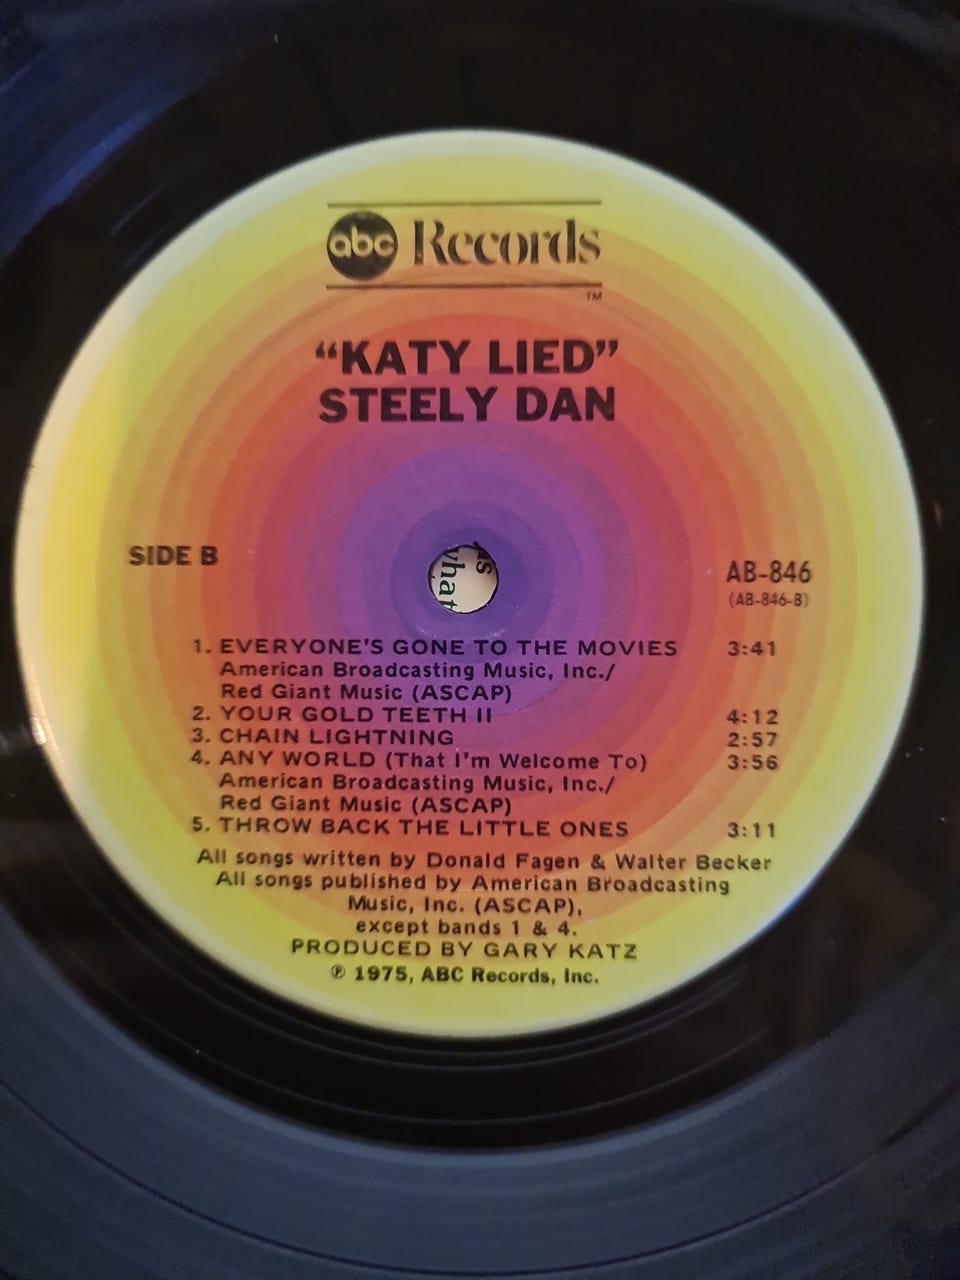 abc Records
TM
“KATY LIED”
STEELY DAN
SIDE B
AB-846
(AB-846-B)
as
what
1. EVERYONE'S GONE TO THE MOVIES 3:41
American Broadcasting Music, Inc./
Red Giant Music (ASCAP)
2. YOUR GOLD TEETH II 4:12
3. CHAIN LIGHTNING 2:57
4. ANY WORLD (That I'm Welcome To) 3:56
American Broadcasting Music, Inc./
Red Giant Music (ASCAP)
5. THROW BACK THE LITTLE ONES 3:11
All songs written by Donald Fagen & Walter Becker
All songs published by American Broadcasting
Music, Inc. (ASCAP),
except bands 1 & 4.
PRODUCED BY GARY KATZ
℗ 1975, ABC Records, Inc.